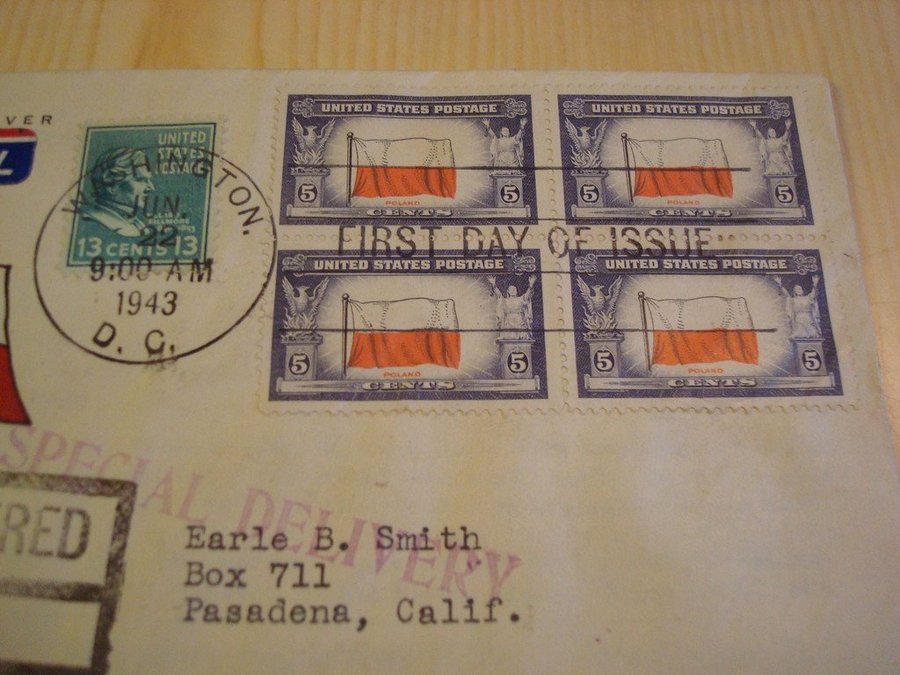 VER
L
UNITED
STATES
POSTAGE
FILLMORE
13 CENTS 13
WASHINGTON,
JUN
22
9:00 AM
1943
D. C.
UNITED STATES POSTAGE
5 POLAND 5
CENTS
UNITED STATES POSTAGE
5 POLAND 5
CENTS
FIRST DAY OF ISSUE
UNITED STATES POSTAGE
5 POLAND 5
CENTS
UNITED STATES POSTAGE
5 POLAND 5
CENTS
SPECIAL DELIVERY
ERED
Earle B. Smith
Box 711
Pasadena, Calif.